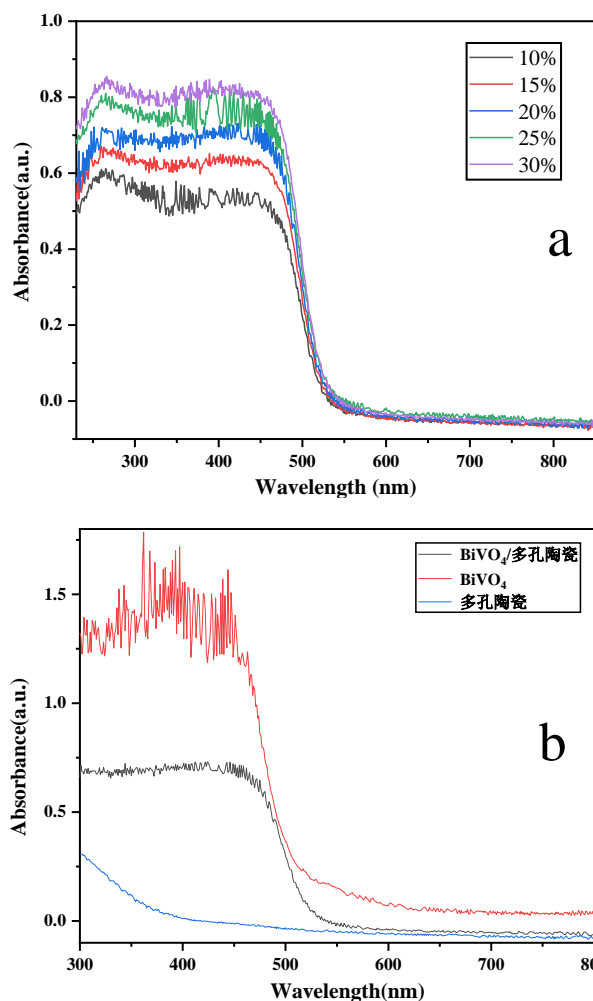 1.0
0.8
0.6
0.4
0.2
0.0
Absorbance(a.u.)
10%
15%
20%
25%
30%
a
300 400 500 600 700 800
Wavelength (nm)
1.5
1.0
0.5
0.0
Absorbance(a.u.)
BiVO₄/多孔陶瓷
BiVO₄
多孔陶瓷
b
300 400 500 600 700 80
Wavelength(nm)